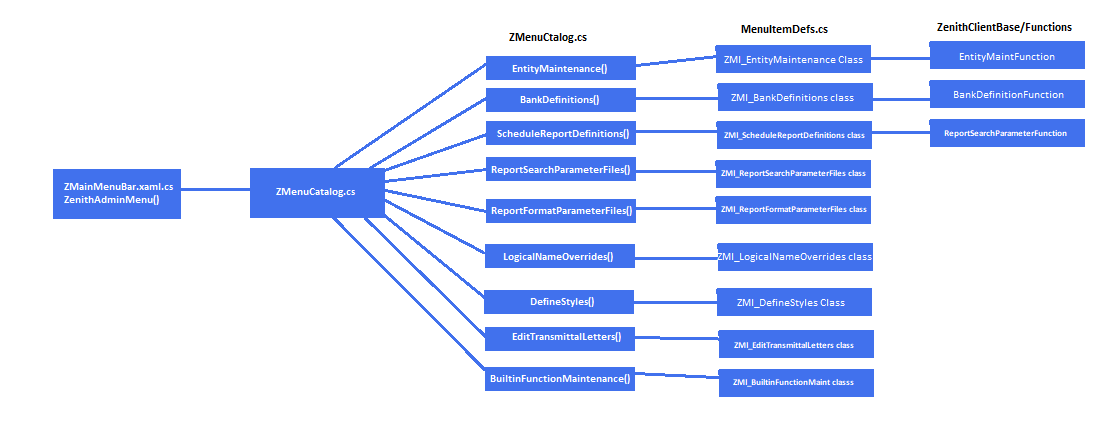 ZMenuCtalog.cs
MenuItemDefs.cs
ZenithClientBase/Functions
EntityMaintenance()
ZMI_EntityMaintenance Class
EntityMaintFunction
BankDefinitions()
ZMI_BankDefinitions class
BankDefinitionFunction
ScheduleReportDefinitions()
ZMI_ScheduleReportDefinitions class
ReportSearchParameterFunction
ZMainMenuBar.xaml.cs
ZenithAdminMenu()
ZMenuCatalog.cs
ReportSearchParameterFiles()
ZMI_ReportSearchParameterFiles class
ReportFormatParameterFiles()
ZMI_ReportFormatParameterFiles class
LogicalNameOverrides()
ZMI_LogicalNameOverrides class
DefineStyles()
ZMI_DefineStyles Class
EditTransmittalLetters()
ZMI_EditTransmittalLetters class
BuiltinFunctionMaintenance()
ZMI_BuiltinFunctionMaint classs